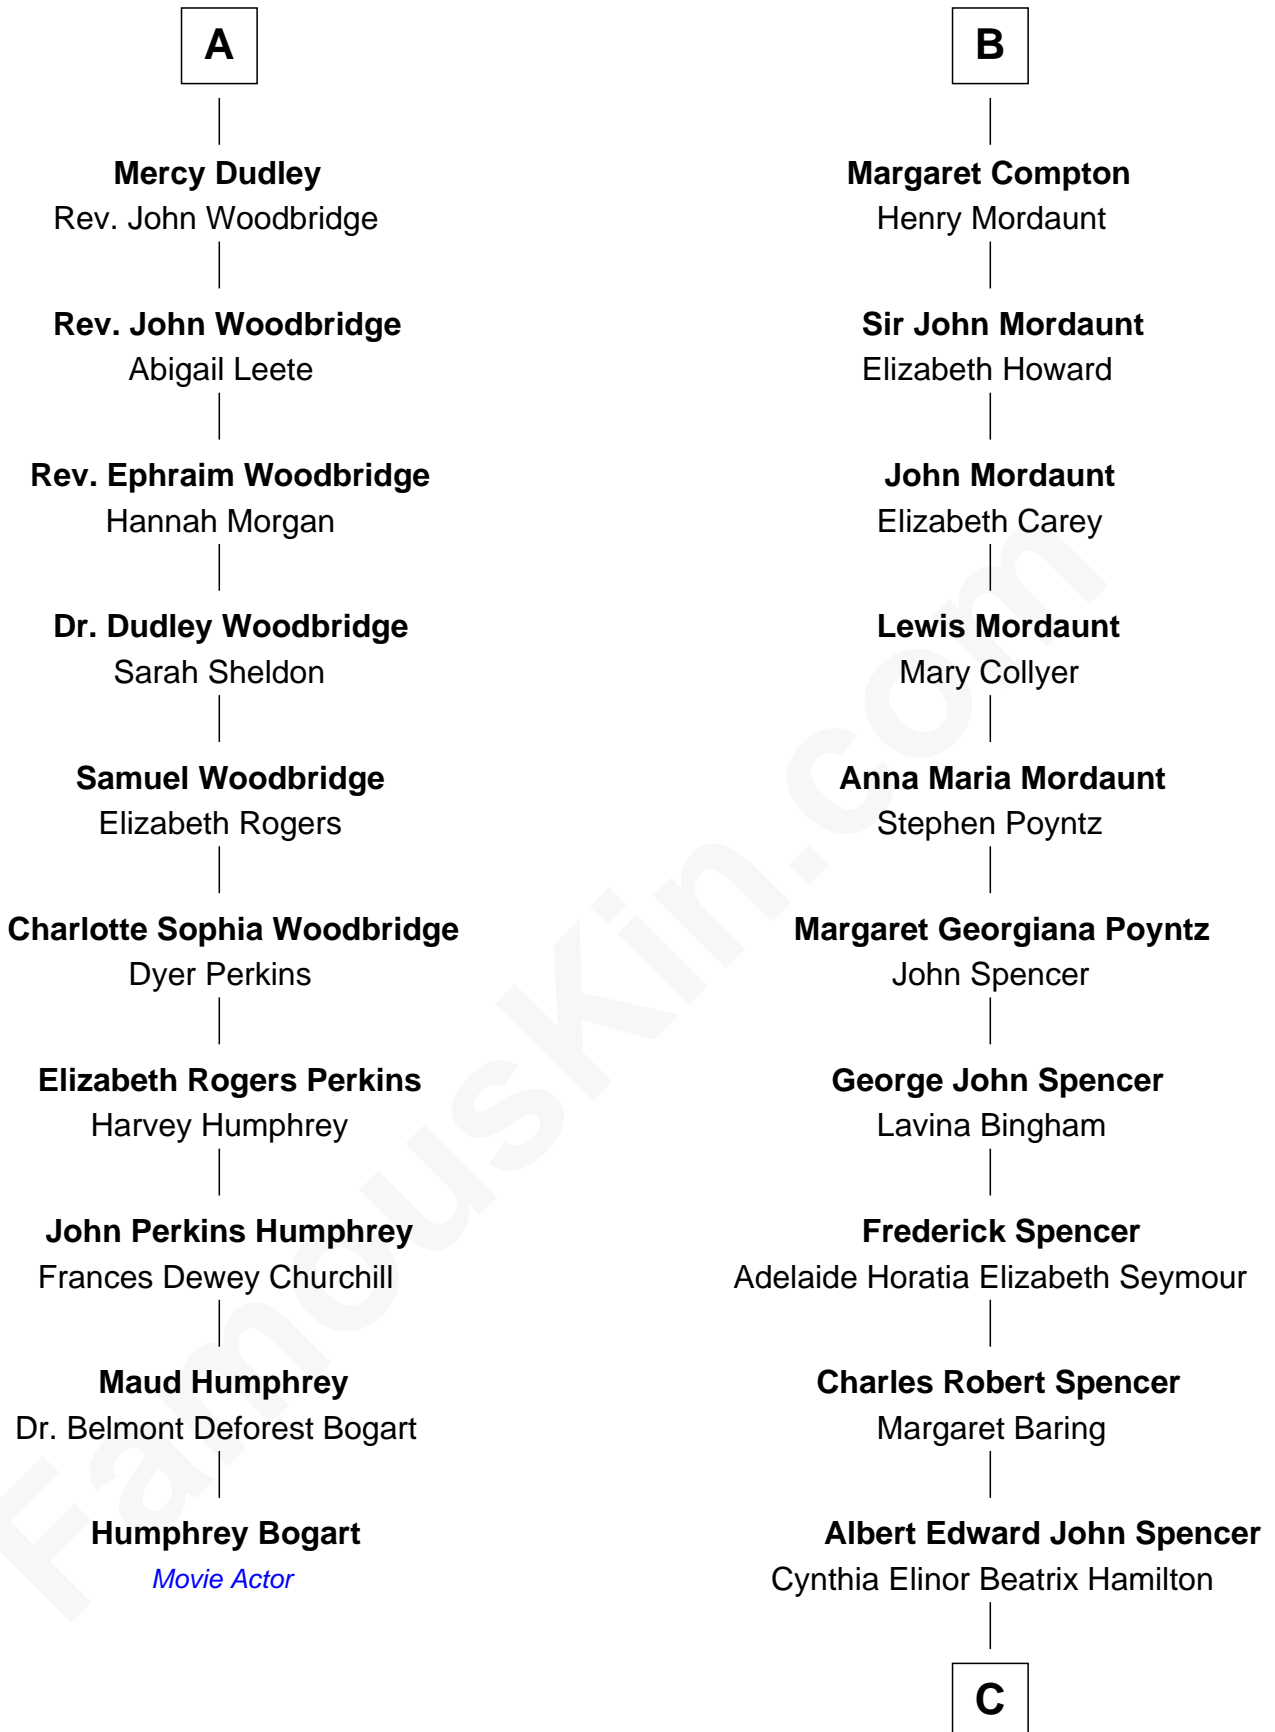 A
Mercy Dudley
Rev. John Woodbridge
Rev. John Woodbridge
Abigail Leete
Rev. Ephraim Woodbridge
Hannah Morgan
Dr. Dudley Woodbridge
Sarah Sheldon
Samuel Woodbridge
Elizabeth Rogers
Charlotte Sophia Woodbridge
Dyer Perkins
Elizabeth Rogers Perkins
Harvey Humphrey
John Perkins Humphrey
Frances Dewey Churchill
Maud Humphrey
Dr. Belmont Deforest Bogart
Humphrey Bogart
Movie Actor
B
Margaret Compton
Henry Mordaunt
Sir John Mordaunt
Elizabeth Howard
John Mordaunt
Elizabeth Carey
Lewis Mordaunt
Mary Collyer
Anna Maria Mordaunt
Stephen Poyntz
Margaret Georgiana Poyntz
John Spencer
George John Spencer
Lavina Bingham
Frederick Spencer
Adelaide Horatia Elizabeth Seymour
Charles Robert Spencer
Margaret Baring
Albert Edward John Spencer
Cynthia Elinor Beatrix Hamilton
C
FamousKin.com